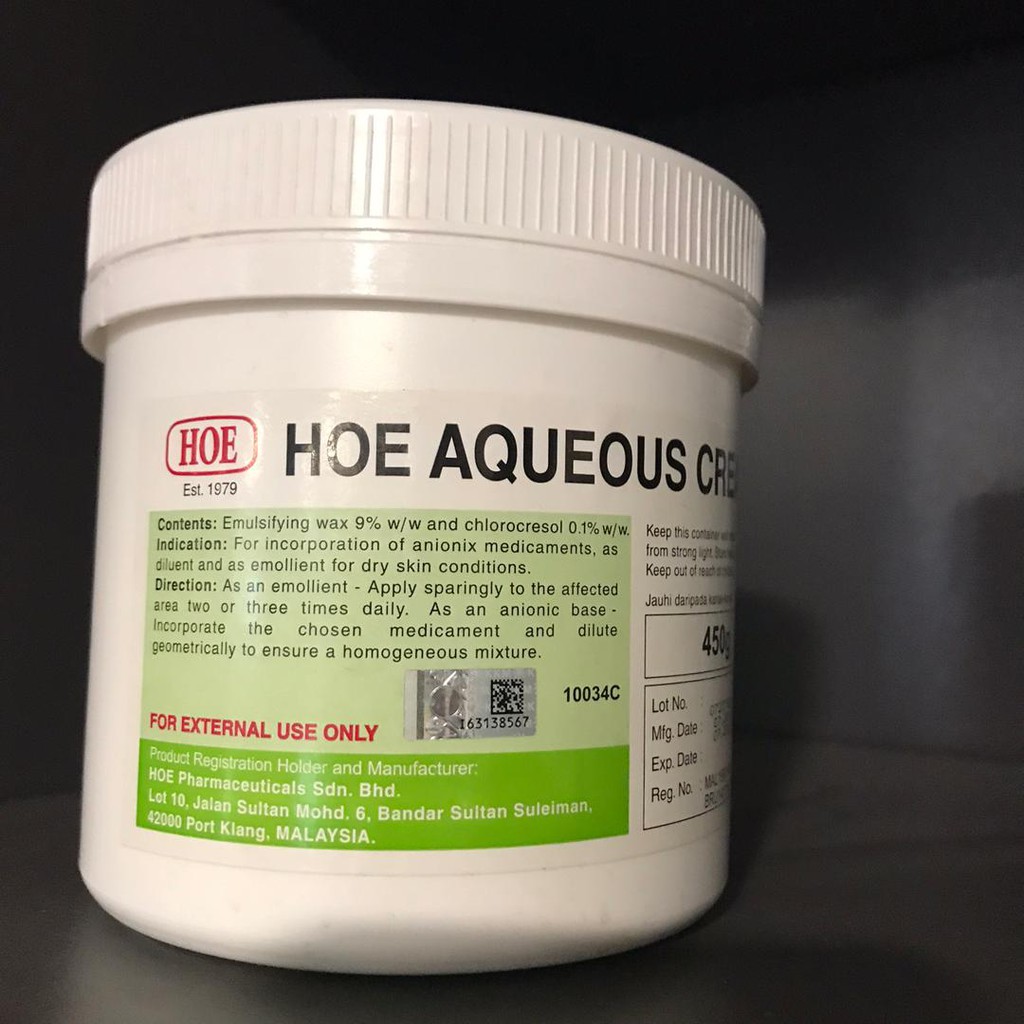 HOE
Est. 1979
HOE AQUEOUS
Contents: Emulsifying wax 9% w/w and chlorocresol 0.1% w/w.
Indication: For incorporation of anionix medicaments, as
diluent and as emollient for dry skin conditions.
Direction: As an emollient - Apply sparingly to the affected
area two or three times daily. As an anionic base -
Incorporate the chosen medicament and dilute
geometrically to ensure a homogeneous mixture.
I63138567
10034C
FOR EXTERNAL USE ONLY
Product Registration Holder and Manufacturer:
HOE Pharmaceuticals Sdn. Bhd.
Lot 10, Jalan Sultan Mohd. 6, Bandar Sultan Suleiman,
42000 Port Klang, MALAYSIA.
Keep this container
from strong light.
Keep out of reach
Jauhi daripada
450g
Lot No. :
Mfg. Date :
Exp. Date :
Reg. No. :